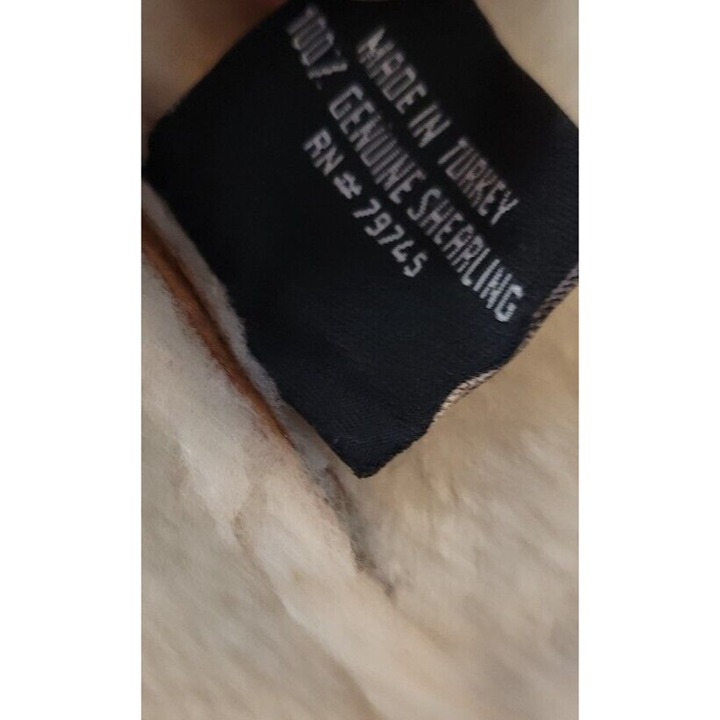 MADE IN TURKEY
100% GENUINE SHEARLING
RN # 79745